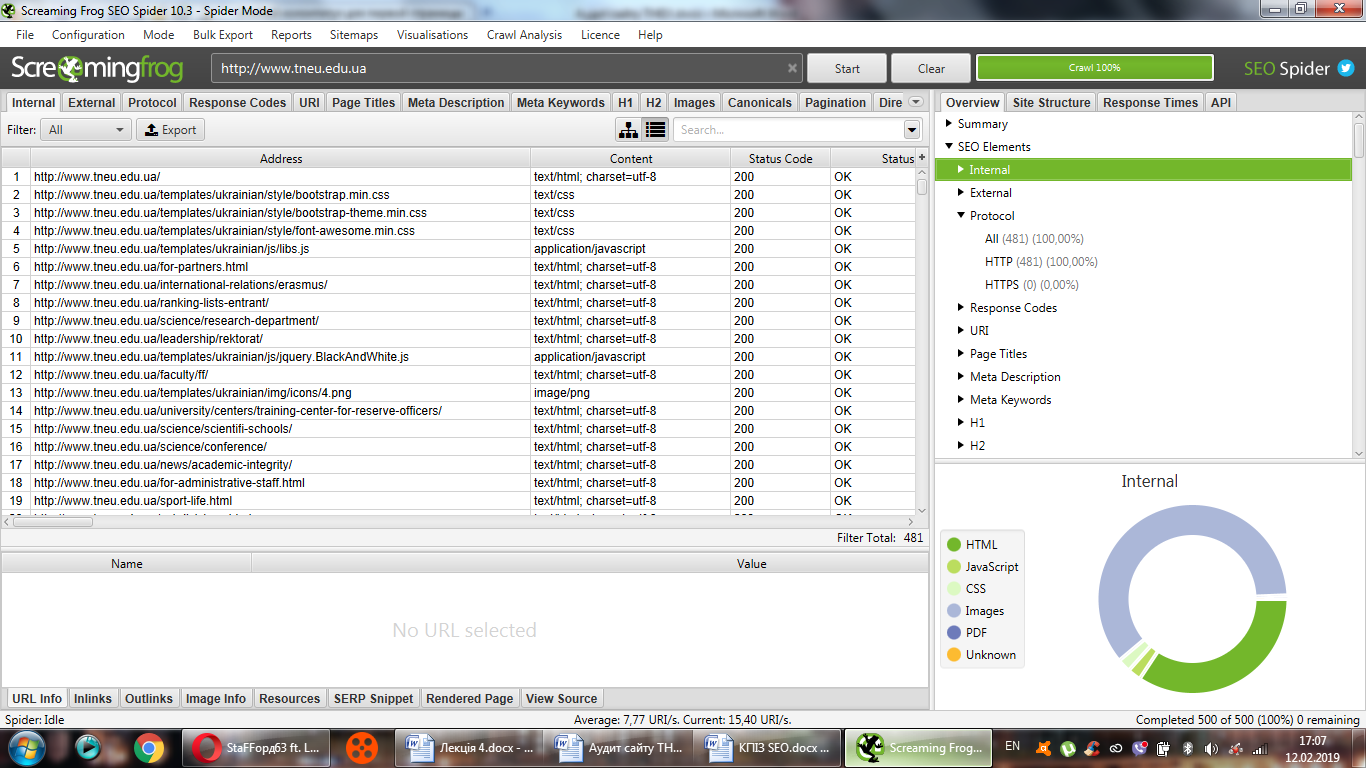 Screaming Frog SEO Spider 10.3 - Spider Mode
File Configuration Mode Bulk Export Reports Sitemaps Visualisations Crawl Analysis Licence Help
Screamingfrog http://www.tneu.edu.ua Start Clear Crawl 100% SEO Spider
Internal External Protocol Response Codes URI Page Titles Meta Description Meta Keywords H1 H2 Images Canonicals Pagination Dire
Filter: All Export Search...
Address Content Status Code Status
1 http://www.tneu.edu.ua/ text/html; charset=utf-8 200 OK
2 http://www.tneu.edu.ua/templates/ukrainian/style/bootstrap.min.css text/css 200 OK
3 http://www.tneu.edu.ua/templates/ukrainian/style/bootstrap-theme.min.css text/css 200 OK
4 http://www.tneu.edu.ua/templates/ukrainian/style/font-awesome.min.css text/css 200 OK
5 http://www.tneu.edu.ua/templates/ukrainian/js/libs.js application/javascript 200 OK
6 http://www.tneu.edu.ua/for-partners.html text/html; charset=utf-8 200 OK
7 http://www.tneu.edu.ua/international-relations/erasmus/ text/html; charset=utf-8 200 OK
8 http://www.tneu.edu.ua/ranking-lists-entrant/ text/html; charset=utf-8 200 OK
9 http://www.tneu.edu.ua/science/research-department/ text/html; charset=utf-8 200 OK
10 http://www.tneu.edu.ua/leadership/rektorat/ text/html; charset=utf-8 200 OK
11 http://www.tneu.edu.ua/templates/ukrainian/js/jquery.BlackAndWhite.js application/javascript 200 OK
12 http://www.tneu.edu.ua/faculty/ff/ text/html; charset=utf-8 200 OK
13 http://www.tneu.edu.ua/templates/ukrainian/img/icons/4.png image/png 200 OK
14 http://www.tneu.edu.ua/university/centers/training-center-for-reserve-officers/ text/html; charset=utf-8 200 OK
15 http://www.tneu.edu.ua/science/scientifi-schools/ text/html; charset=utf-8 200 OK
16 http://www.tneu.edu.ua/science/conference/ text/html; charset=utf-8 200 OK
17 http://www.tneu.edu.ua/news/academic-integrity/ text/html; charset=utf-8 200 OK
18 http://www.tneu.edu.ua/for-administrative-staff.html text/html; charset=utf-8 200 OK
19 http://www.tneu.edu.ua/sport-life.html text/html; charset=utf-8 200 OK
Filter Total: 481
Name Value
No URL selected
URL Info Inlinks Outlinks Image Info Resources SERP Snippet Rendered Page View Source
Overview Site Structure Response Times API
Summary
SEO Elements
Internal
External
Protocol
All (481) (100,00%)
HTTP (481) (100,00%)
HTTPS (0) (0,00%)
Response Codes
URI
Page Titles
Meta Description
Meta Keywords
H1
H2
Internal
HTML
JavaScript
CSS
Images
PDF
Unknown
Spider: Idle Average: 7,77 URI/s. Current: 15,40 URI/s. Completed 500 of 500 (100%) 0 remaining
StaFFорд63 ft. L... Лекція 4.docx - ... Аудит сайту ТН... КПІЗ SEO.docx ... Screaming Frog... EN 17:07
12.02.2019